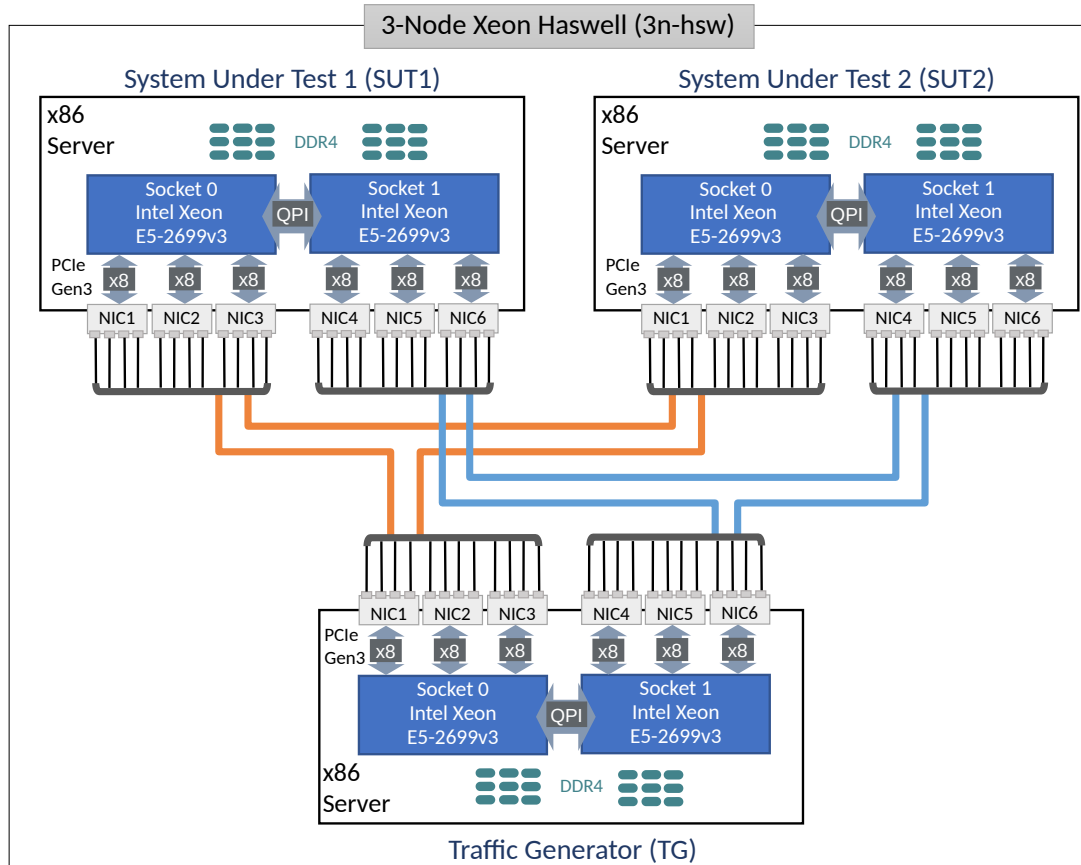 3-Node Xeon Haswell (3n-hsw)
System Under Test 1 (SUT1)
System Under Test 2 (SUT2)
x86
Server
DDR4
Socket 0
Intel Xeon
E5-2699v3
QPI
Socket 1
Intel Xeon
E5-2699v3
PCIe
Gen3
x8
x8
x8
x8
x8
x8
NIC1
NIC2
NIC3
NIC4
NIC5
NIC6
x86
Server
DDR4
Socket 0
Intel Xeon
E5-2699v3
QPI
Socket 1
Intel Xeon
E5-2699v3
PCIe
Gen3
x8
x8
x8
x8
x8
x8
NIC1
NIC2
NIC3
NIC4
NIC5
NIC6
NIC1
NIC2
NIC3
NIC4
NIC5
NIC6
PCIe
Gen3
x8
x8
x8
x8
x8
x8
Socket 0
Intel Xeon
E5-2699v3
QPI
Socket 1
Intel Xeon
E5-2699v3
x86
Server
DDR4
Traffic Generator (TG)